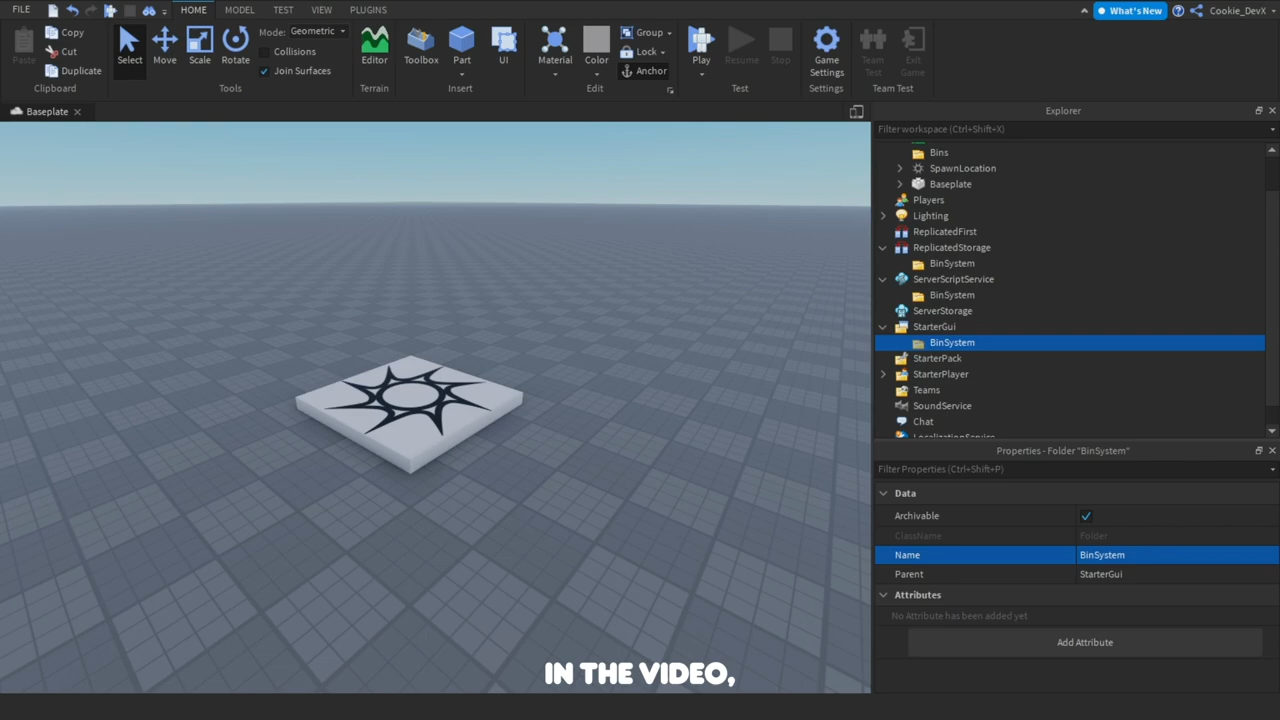 FILE
HOME
MODEL
TEST
VIEW
PLUGINS
What's New
Cookie_DevX
Paste
Copy
Cut
Duplicate
Clipboard
Select
Move
Scale
Rotate
Mode: Geometric
Collisions
Join Surfaces
Tools
Editor
Terrain
Toolbox
Part
UI
Insert
Material
Color
Group
Lock
Anchor
Edit
Play
Resume
Stop
Test
Game
Settings
Settings
Team
Test
Exit
Game
Team Test
Baseplate
Explorer
Filter workspace (Ctrl+Shift+X)
Bins
SpawnLocation
Baseplate
Players
Lighting
ReplicatedFirst
ReplicatedStorage
BinSystem
ServerScriptService
BinSystem
ServerStorage
StarterGui
BinSystem
StarterPack
StarterPlayer
Teams
SoundService
Chat
LocalizationService
Properties - Folder "BinSystem"
Filter Properties (Ctrl+Shift+P)
Data
Archivable
ClassName Folder
Name BinSystem
Parent StarterGui
Attributes
No Attribute has been added yet
Add Attribute
IN THE VIDEO,